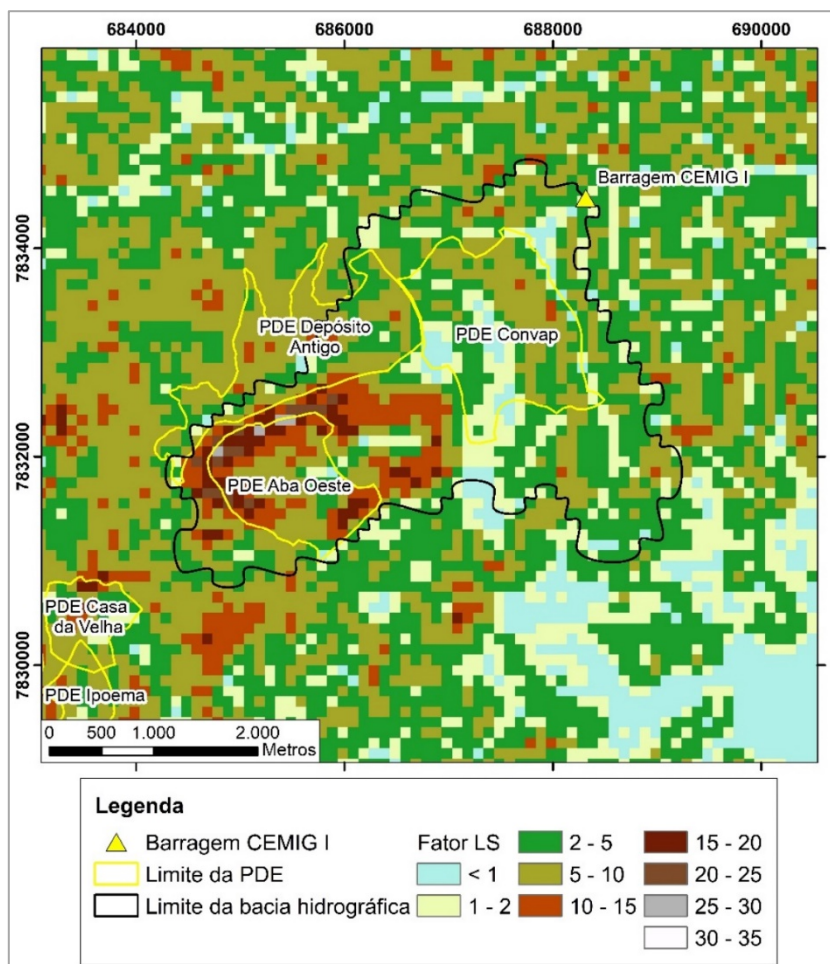 684000 686000 688000 690000
Barragem CEMIG I
7834000
PDE Depósito
Antigo
PDE Convap
7832000
PDE Aba Oeste
PDE Casa
da Velha
7830000
PDE Ipoema
0 500 1.000 2.000
Metros
Legenda
Barragem CEMIG I
Limite da PDE
Limite da bacia hidrográfica
Fator LS
< 1
1 - 2
2 - 5
5 - 10
10 - 15
15 - 20
20 - 25
25 - 30
30 - 35